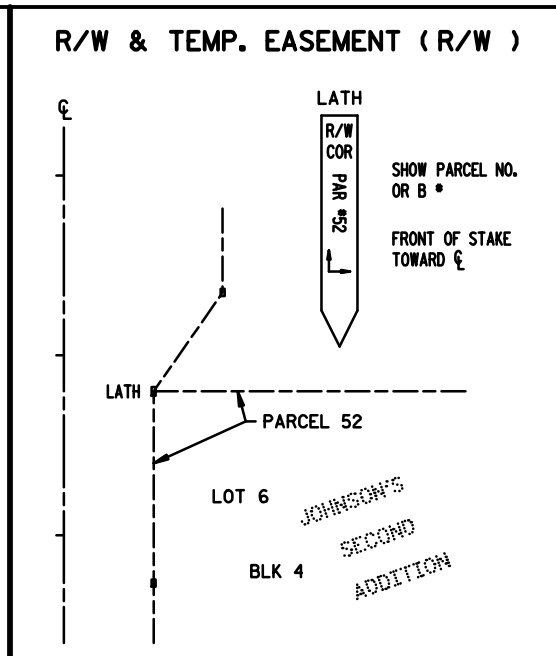 R/W & TEMP. EASEMENT ( R/W )
℄
LATH
R/W
COR
PAR #52
SHOW PARCEL NO.
OR B #
FRONT OF STAKE
TOWARD ℄
LATH
PARCEL 52
LOT 6
JOHNSON'S
SECOND
ADDITION
BLK 4